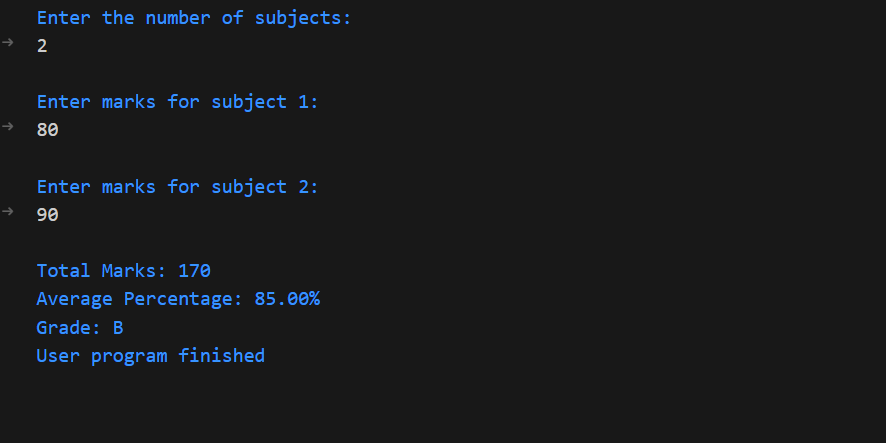 Enter the number of subjects:
→ 2
Enter marks for subject 1:
→ 80
Enter marks for subject 2:
→ 90
Total Marks: 170
Average Percentage: 85.00%
Grade: B
User program finished